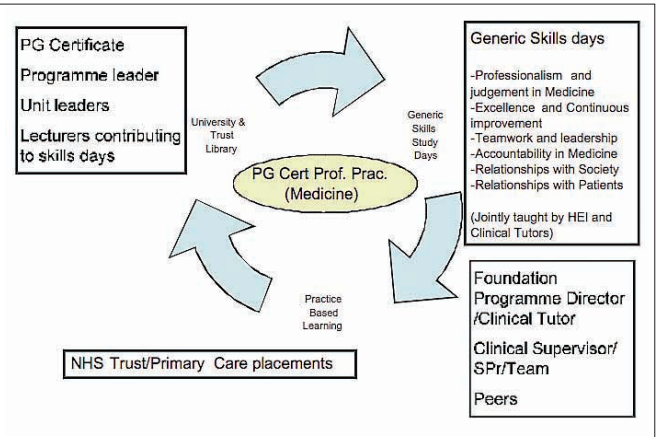 PG Certificate
Programme leader
Unit leaders
Lecturers contributing
to skills days
University &
Trust
Library
Generic
Skills
Study
Days
Generic Skills days
-Professionalism and
judgement in Medicine
-Excellence and Continuous
improvement
-Teamwork and leadership
-Accountability in Medicine
-Relationships with Society
-Relationships with Patients
(Jointly taught by HEI and
Clinical Tutors)
PG Cert Prof. Prac.
(Medicine)
Foundation
Programme Director
/Clinical Tutor
Clinical Supervisor/
SPr/Team
Peers
Practice
Based
Learning
NHS Trust/Primary Care placements